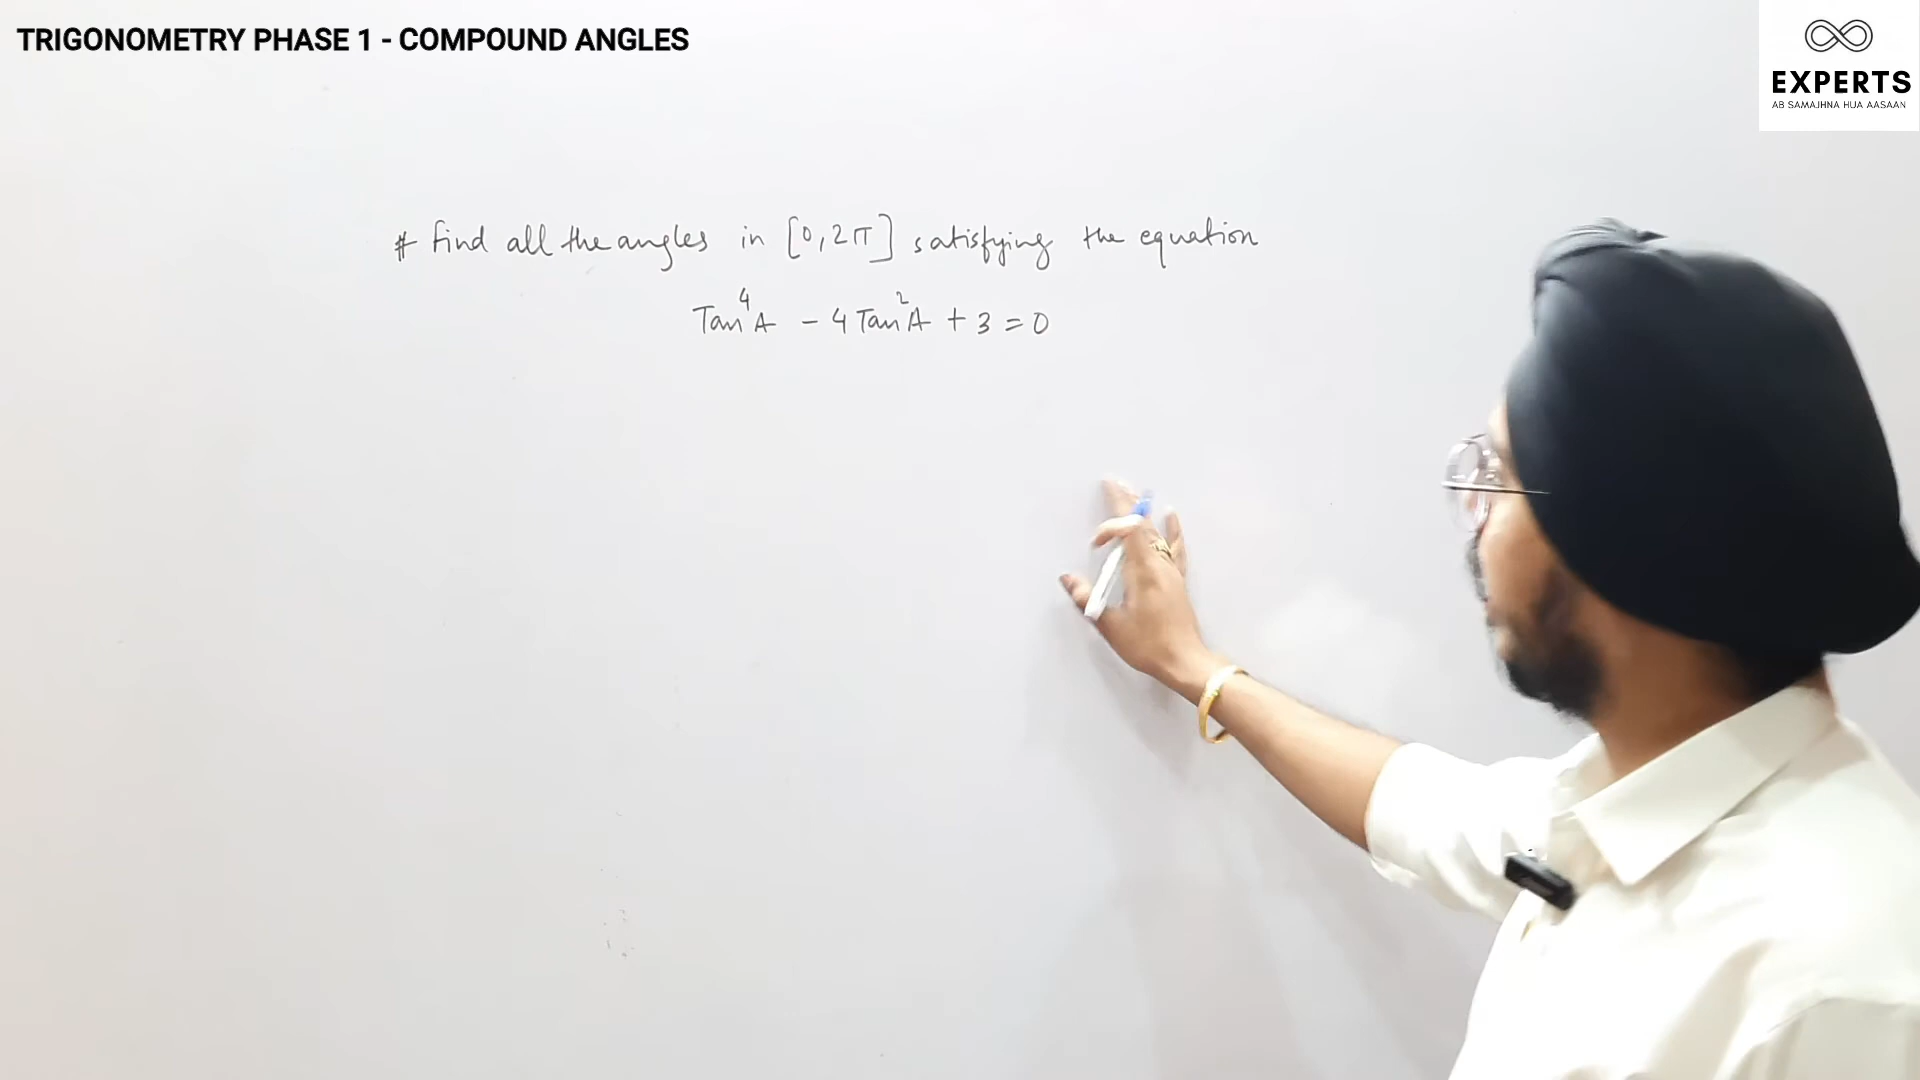 TRIGONOMETRY PHASE 1 - COMPOUND ANGLES
EXPERTS
AB SAMAJHNA HUA AASAAN
# find all the angles in [0,2π] satisfying the equation
Tan⁴A - 4 Tan²A + 3 = 0